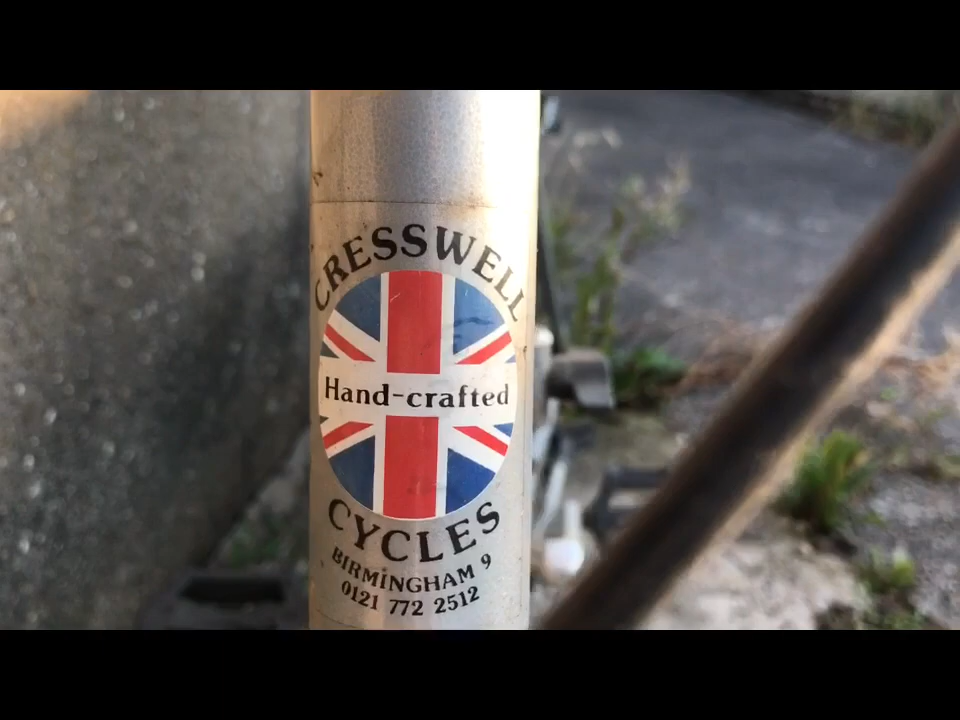 CRESSWELL
Hand-crafted
CYCLES
BIRMINGHAM 9
0121 772 2512